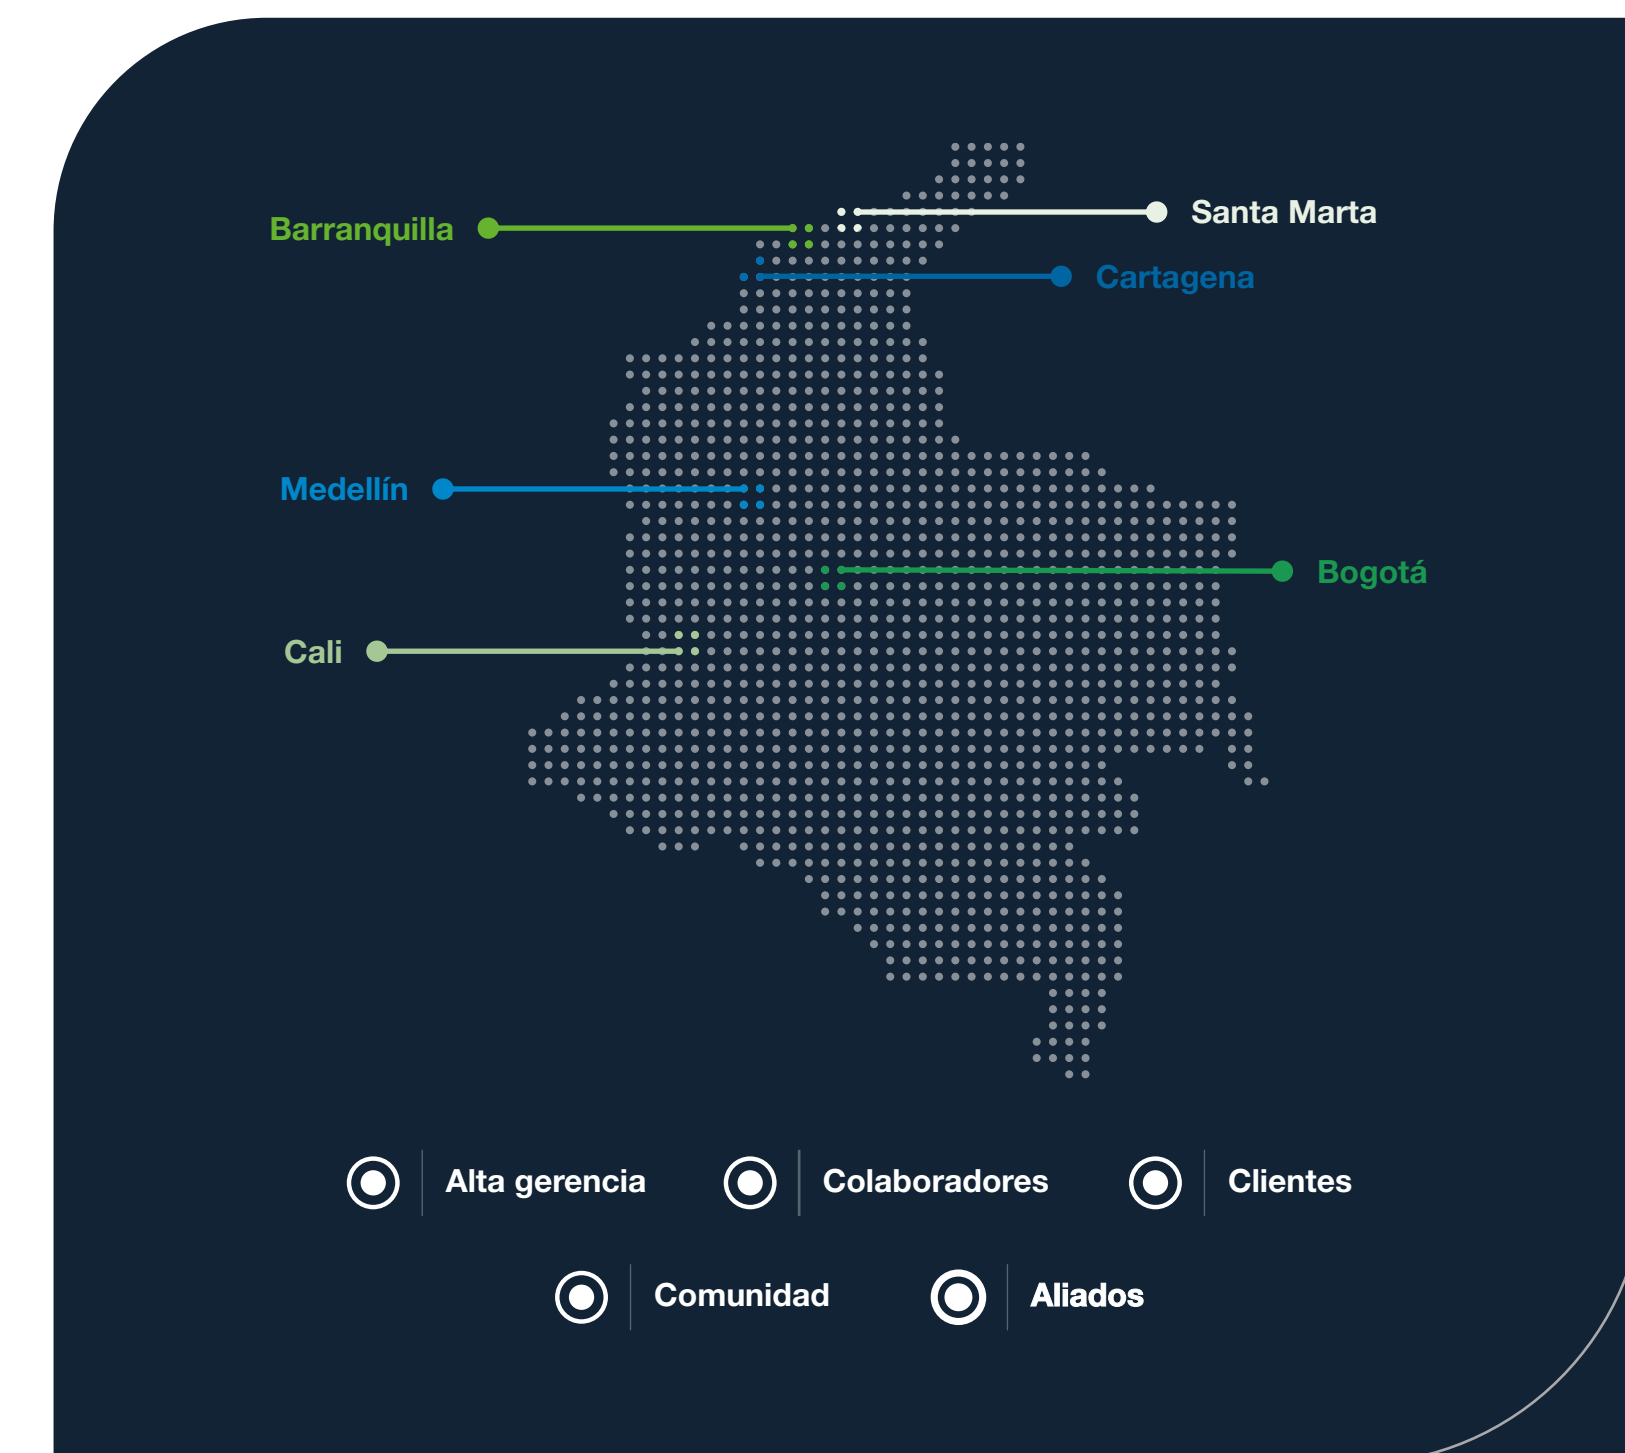 Santa Marta
Barranquilla
Cartagena
Medellín
Bogotá
Cali
Alta gerencia
Colaboradores
Clientes
Comunidad
Aliados